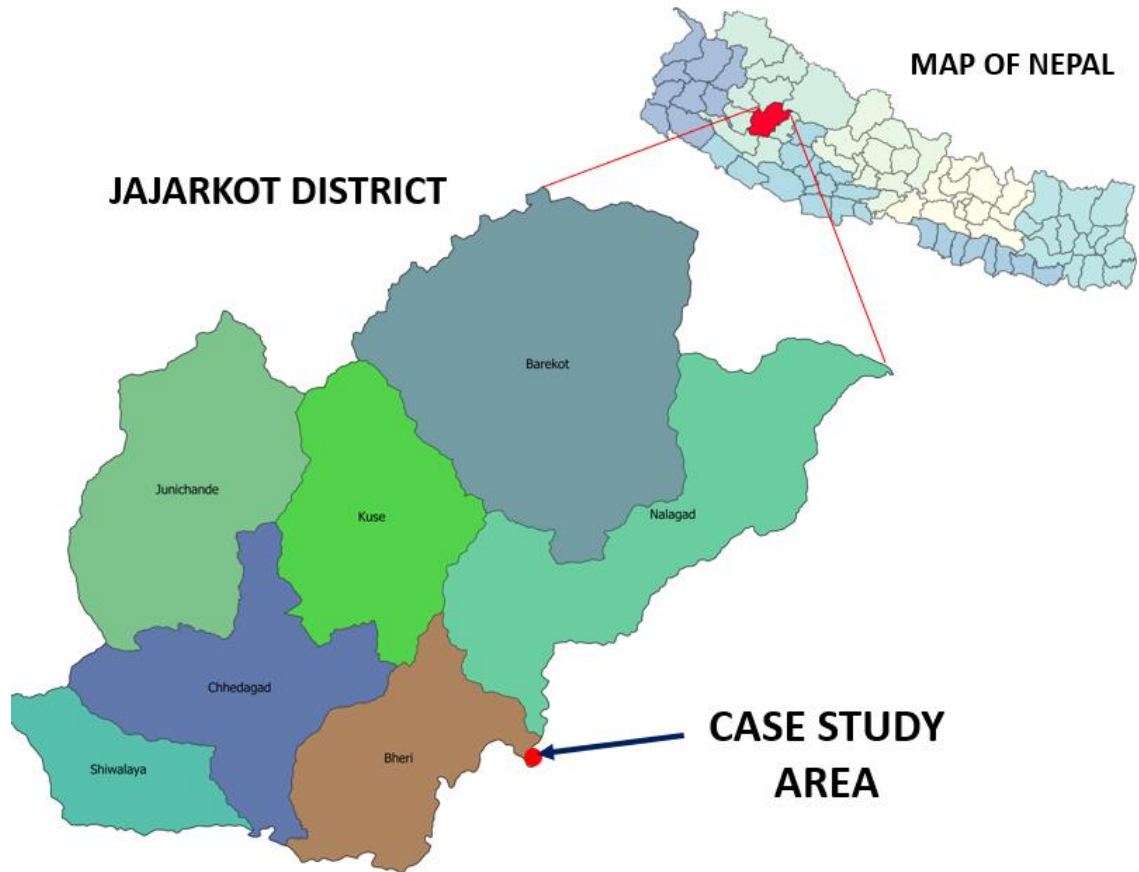 MAP OF NEPAL
JAJARKOT DISTRICT
Barekot
Junichande
Kuse
Nalagad
Chhedagad
Bheri
Shiwalaya
CASE STUDY
AREA